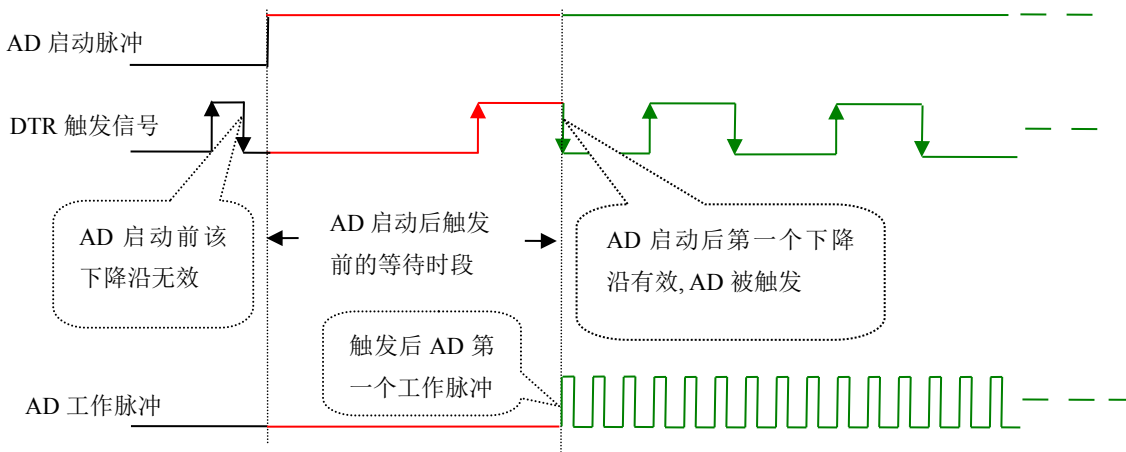 AD 启动脉冲
DTR 触发信号
AD 启动前该
下降沿无效
AD 启动后触发
前的等待时段
AD 启动后第一个下降
沿有效, AD 被触发
触发后 AD 第
一个工作脉冲
AD 工作脉冲